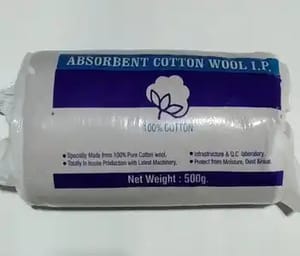 ABSORBENT COTTON WOOL I.P.
100% COTTON
• Specially Made from 100% Pure Cotton wool.
• Totally In House Production with Latest Machinery.
• Infrastructure & Q.C. laboratory.
• Protect from Moisture, Dust &
Net Weight : 500g.